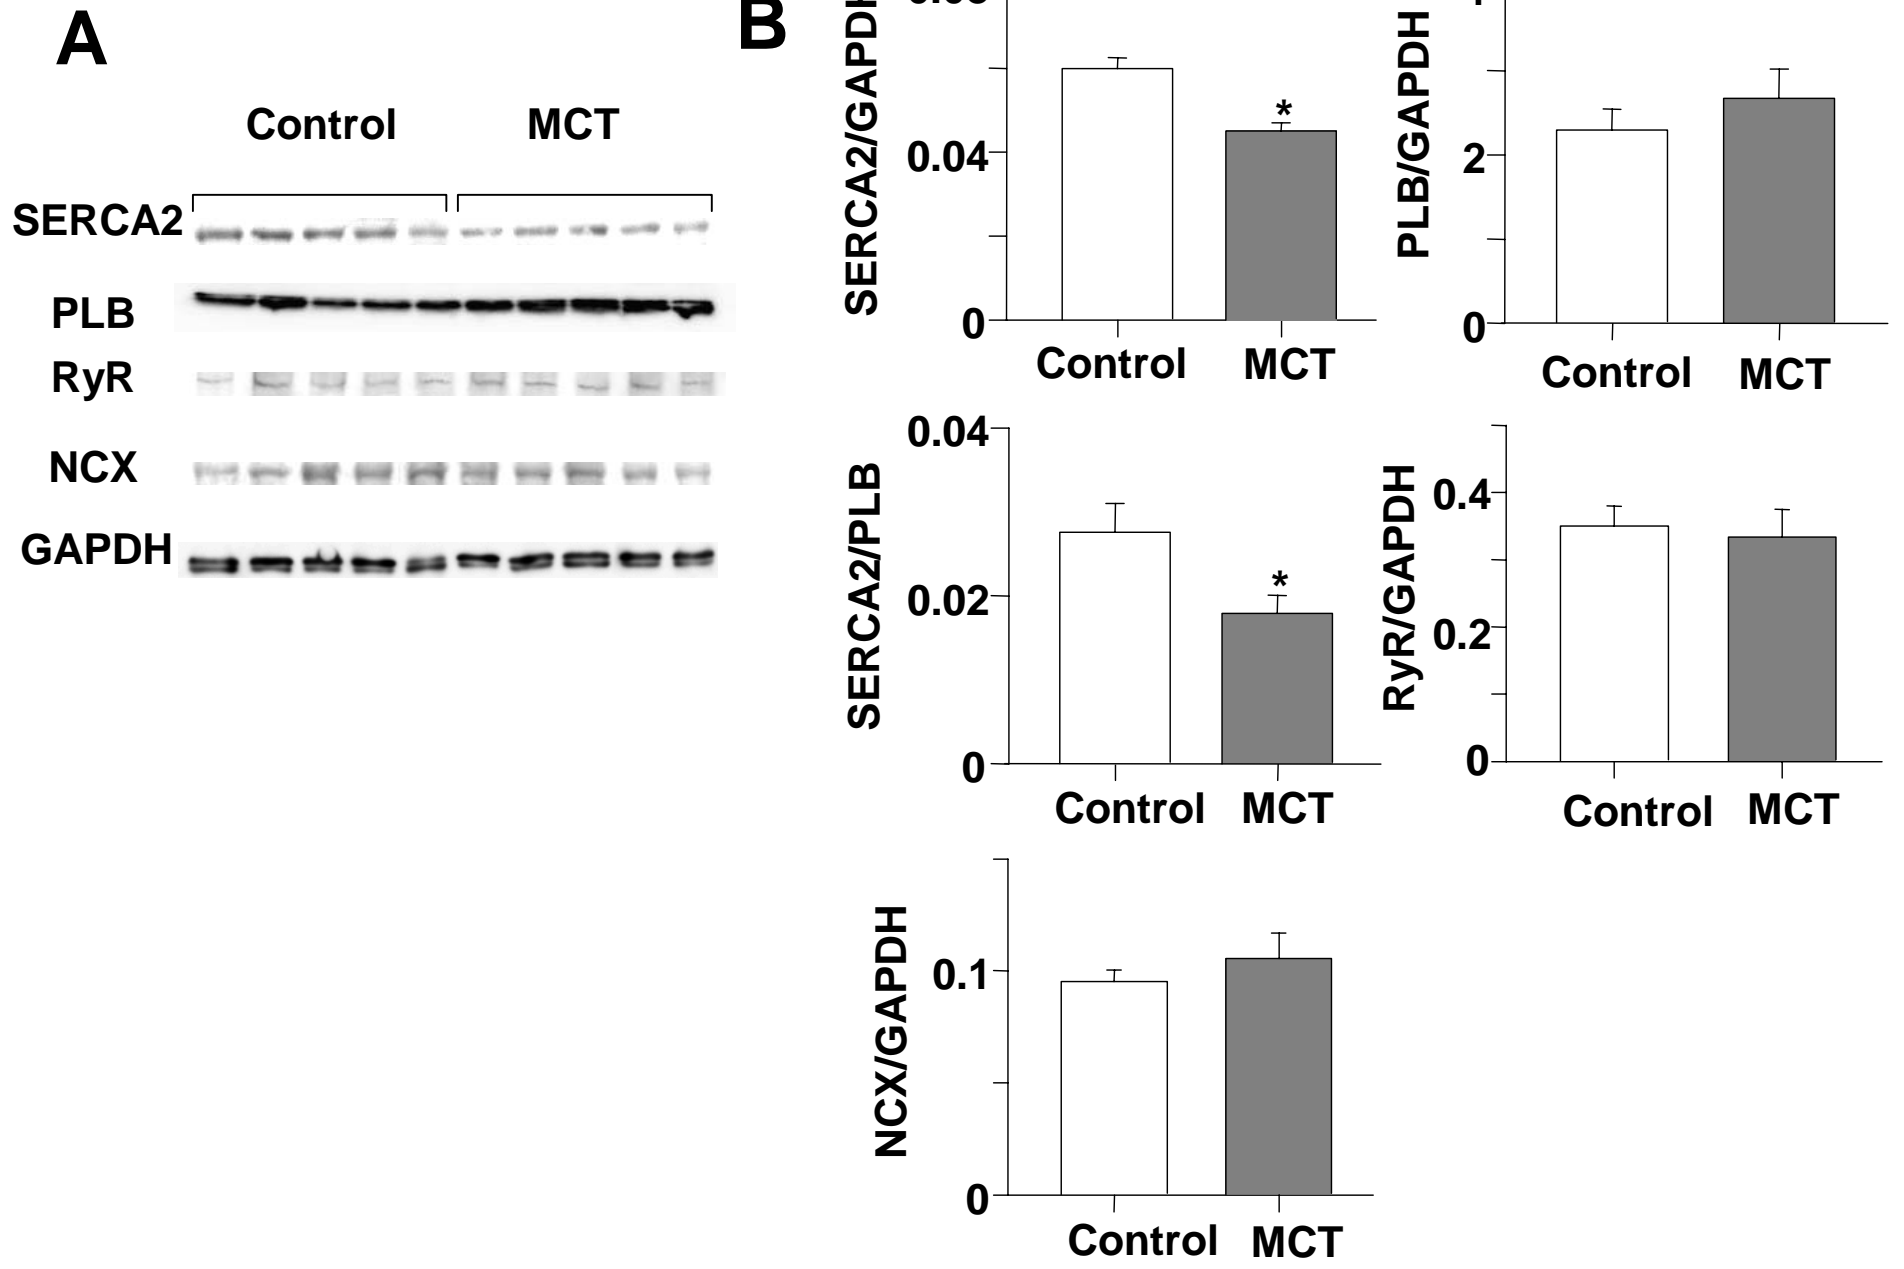 A
Control MCT
SERCA2
PLB
RyR
NCX
GAPDH
B
SERCA2/GAPDH
0.04
0
*
Control MCT
PLB/GAPDH
2
0
Control MCT
SERCA2/PLB
0.04
0.02
0
*
Control MCT
RyR/GAPDH
0.4
0.2
0
Control MCT
NCX/GAPDH
0.1
0
Control MCT